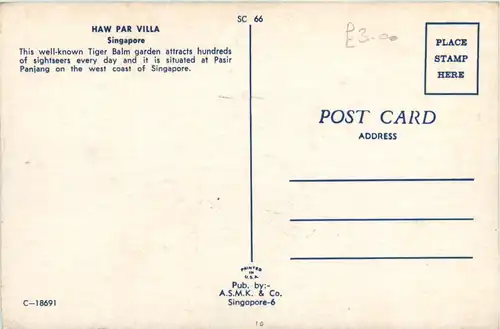 HAW PAR VILLA
Singapore
This well-known Tiger Balm garden attracts hundreds
of sightseers every day and it is situated at Pasir
Panjang on the west coast of Singapore.
SC 66
£3.00
PLACE
STAMP
HERE
POST CARD
ADDRESS
PRINTED
IN
U.S.A.
Pub. by:-
A.S.M.K. & Co.
Singapore-6
C-18691
10